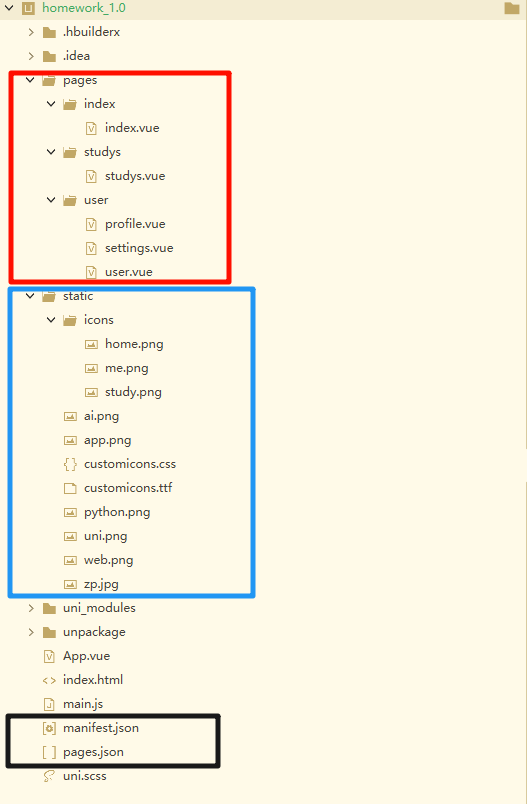 homework_1.0
.hbuilderx
.idea
pages
index
index.vue
studys
studys.vue
user
profile.vue
settings.vue
user.vue
static
icons
home.png
me.png
study.png
ai.png
app.png
customicons.css
customicons.ttf
python.png
uni.png
web.png
zp.jpg
uni_modules
unpackage
App.vue
index.html
main.js
manifest.json
pages.json
uni.scss